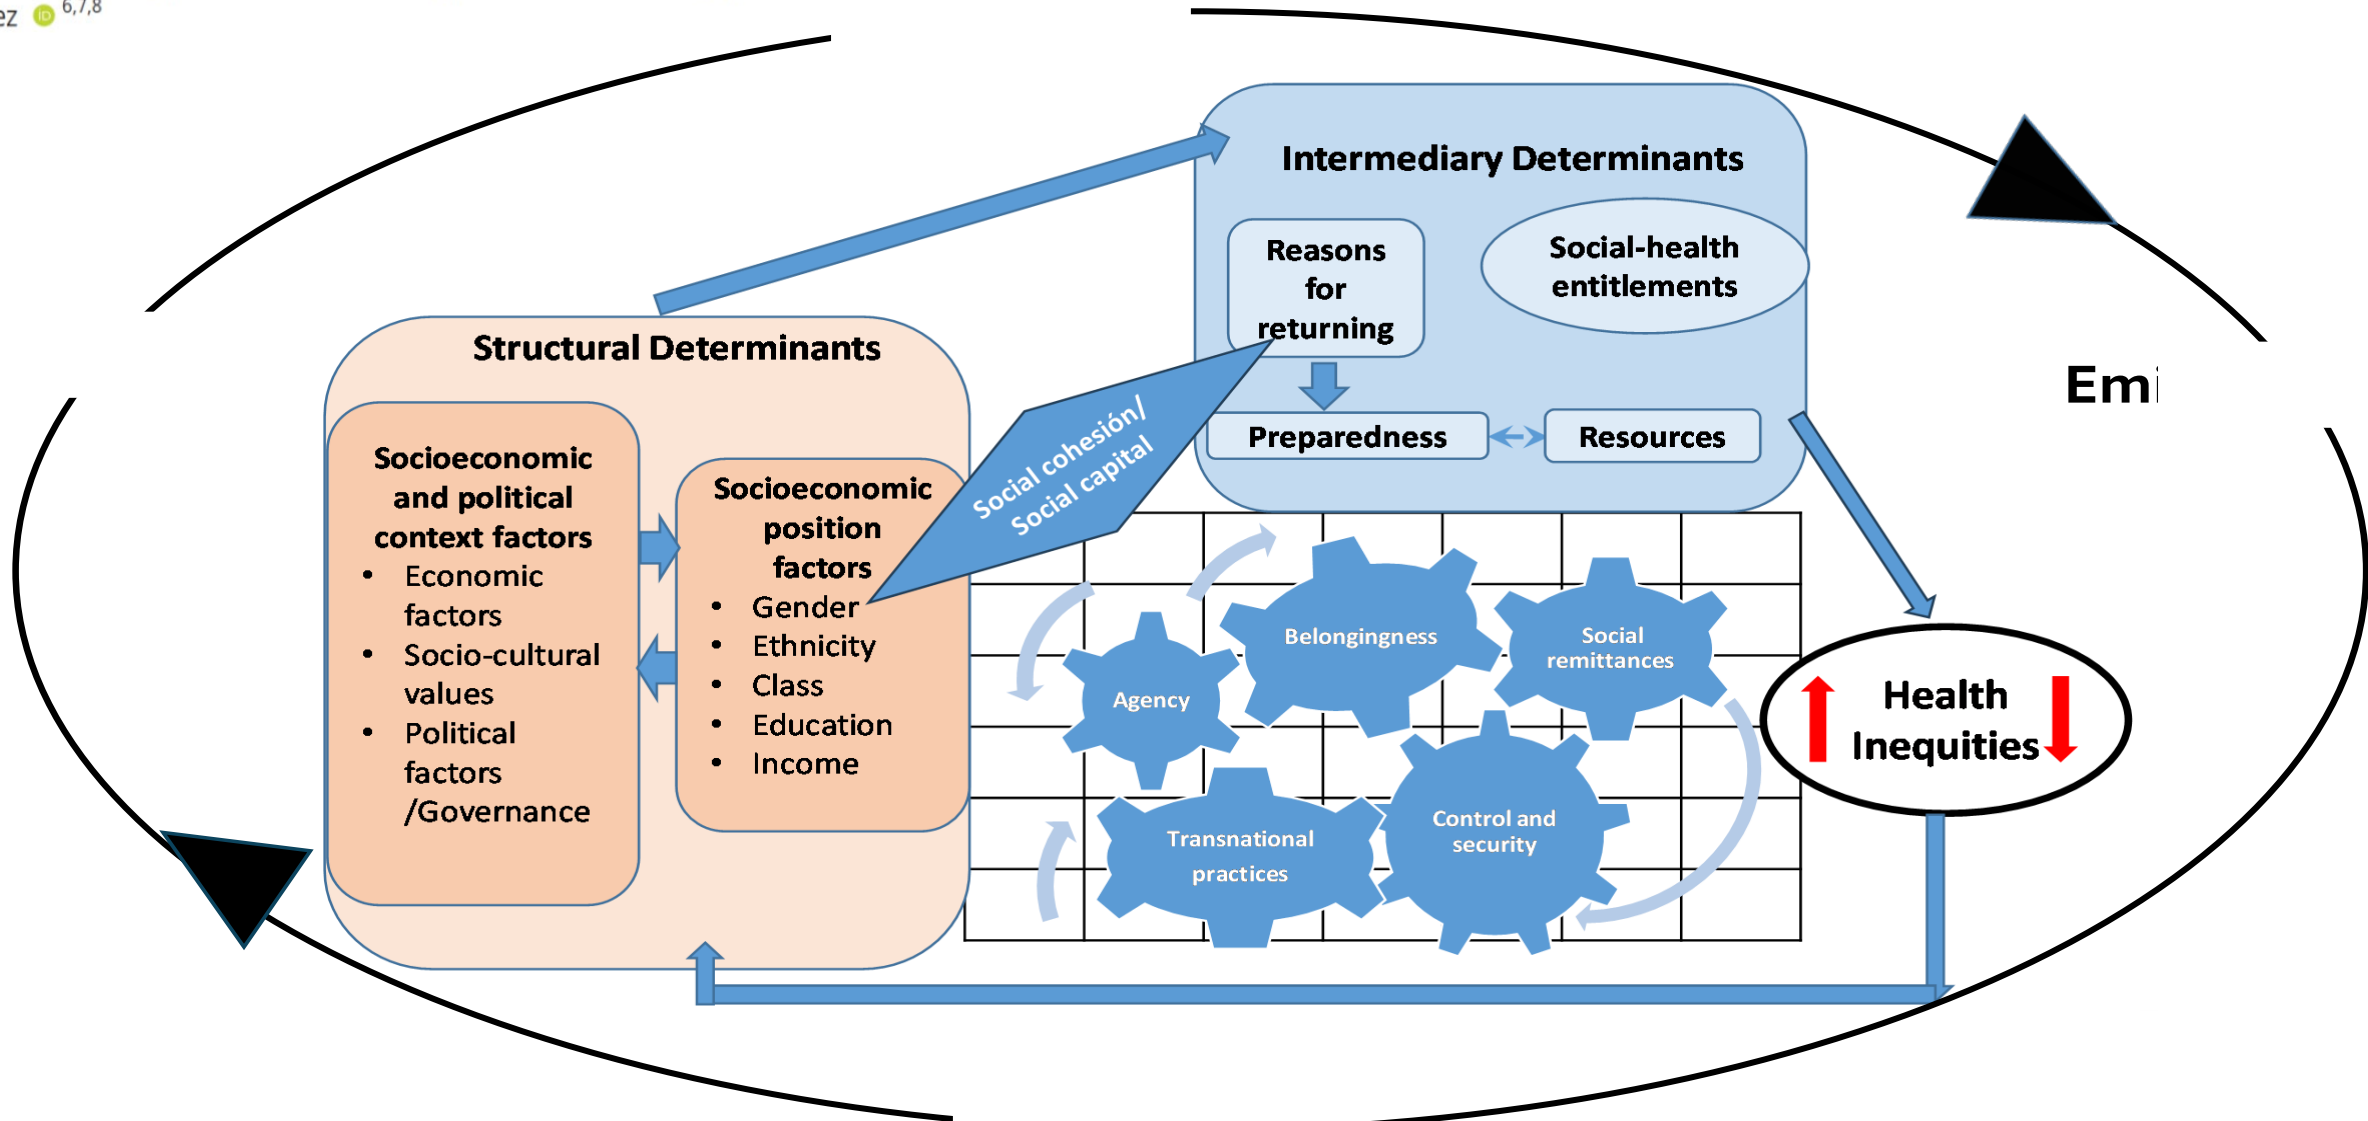 ez iD 6,7,8
Intermediary Determinants
Reasons
for
returning
Social-health
entitlements
Preparedness
Resources
Structural Determinants
Socioeconomic
and political
context factors
• Economic
factors
• Socio-cultural
values
• Political
factors
/Governance
Socioeconomic
position
factors
• Gender
• Ethnicity
• Class
• Education
• Income
Social cohesión/
Social capital
Em
Belongingness
Social
remittances
Agency
Control and
security
Transnational
practices
Health
Inequities